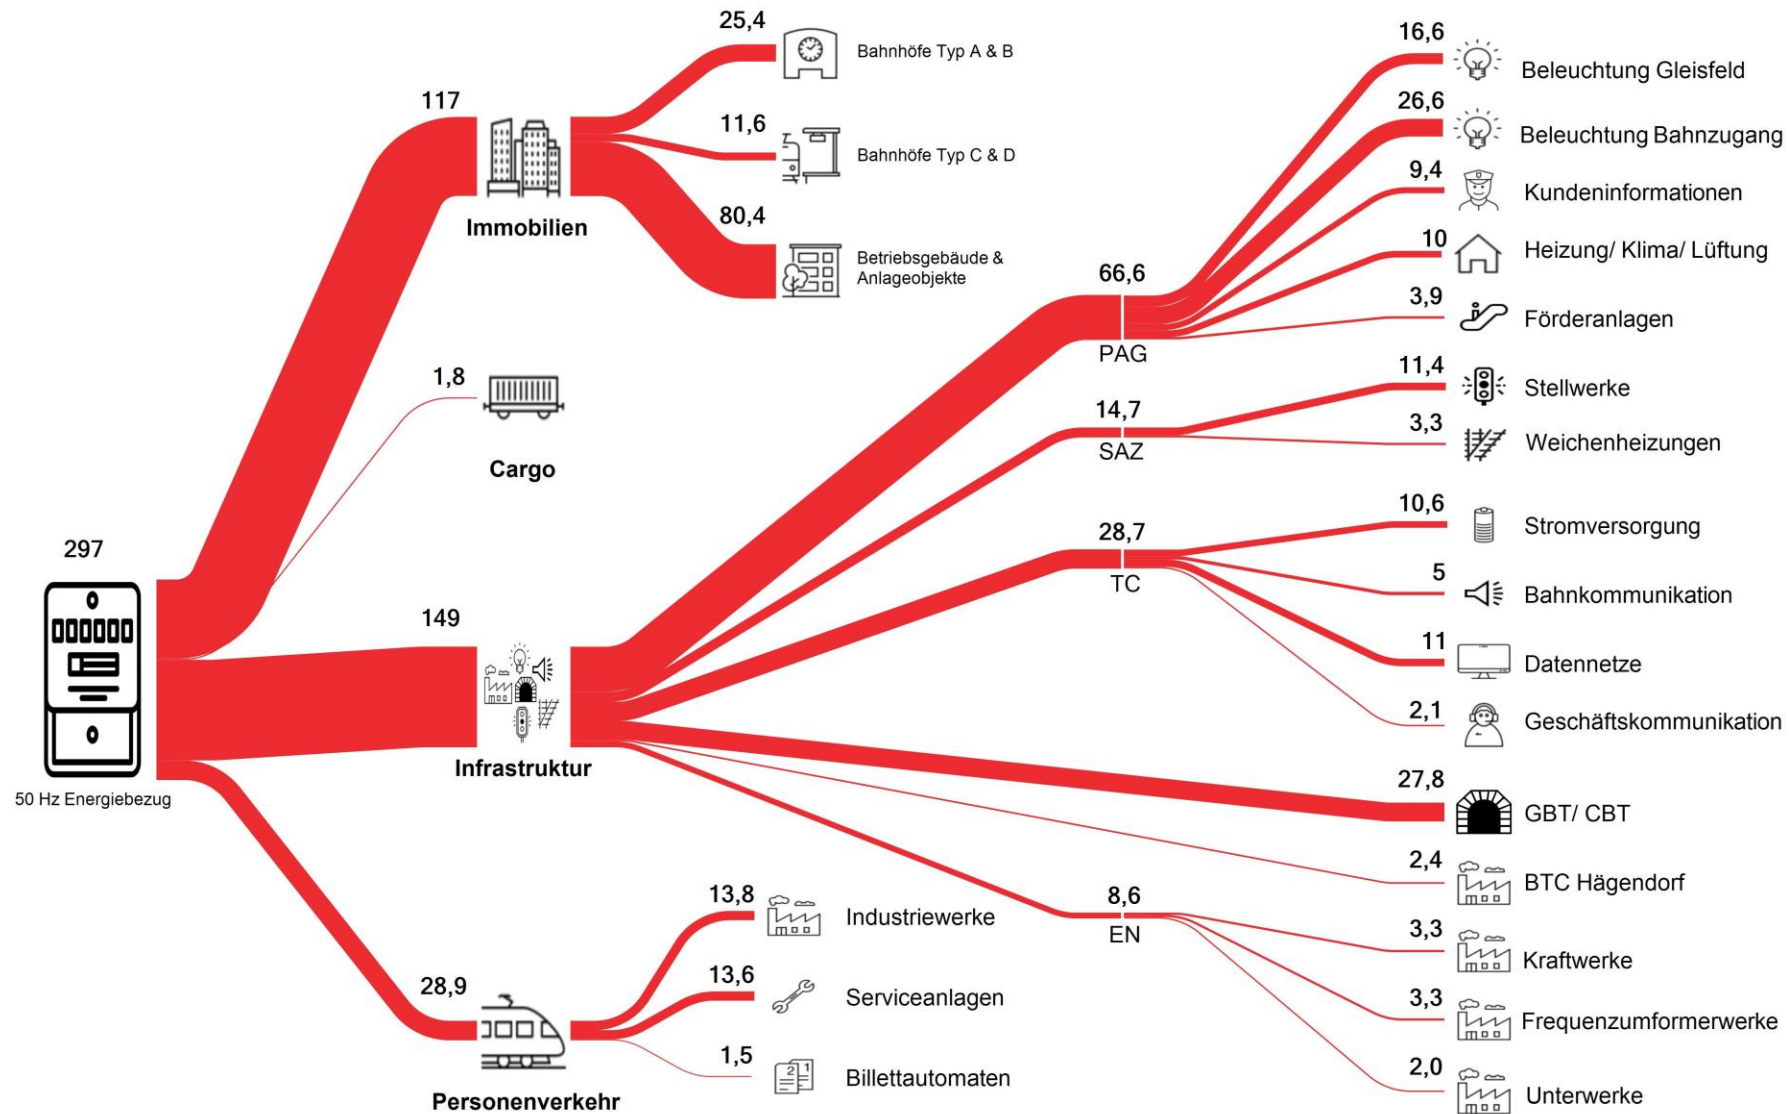 297
50 Hz Energiebezug
117
Immobilien
25,4
Bahnhöfe Typ A & B
11,6
Bahnhöfe Typ C & D
80,4
Betriebsgebäude &
Anlageobjekte
1,8
Cargo
149
Infrastruktur
66,6
PAG
16,6
Beleuchtung Gleisfeld
26,6
Beleuchtung Bahnzugang
9,4
Kundeninformationen
10
Heizung/ Klima/ Lüftung
3,9
Förderanlagen
14,7
SAZ
11,4
Stellwerke
3,3
Weichenheizungen
28,7
TC
10,6
Stromversorgung
5
Bahnkommunikation
11
Datennetze
2,1
Geschäftskommunikation
27,8
GBT/ CBT
2,4
BTC Hägendorf
8,6
EN
3,3
Kraftwerke
3,3
Frequenzumformerwerke
2,0
Unterwerke
28,9
Personenverkehr
13,8
Industriewerke
13,6
Serviceanlagen
1,5
2 1
Billettautomaten